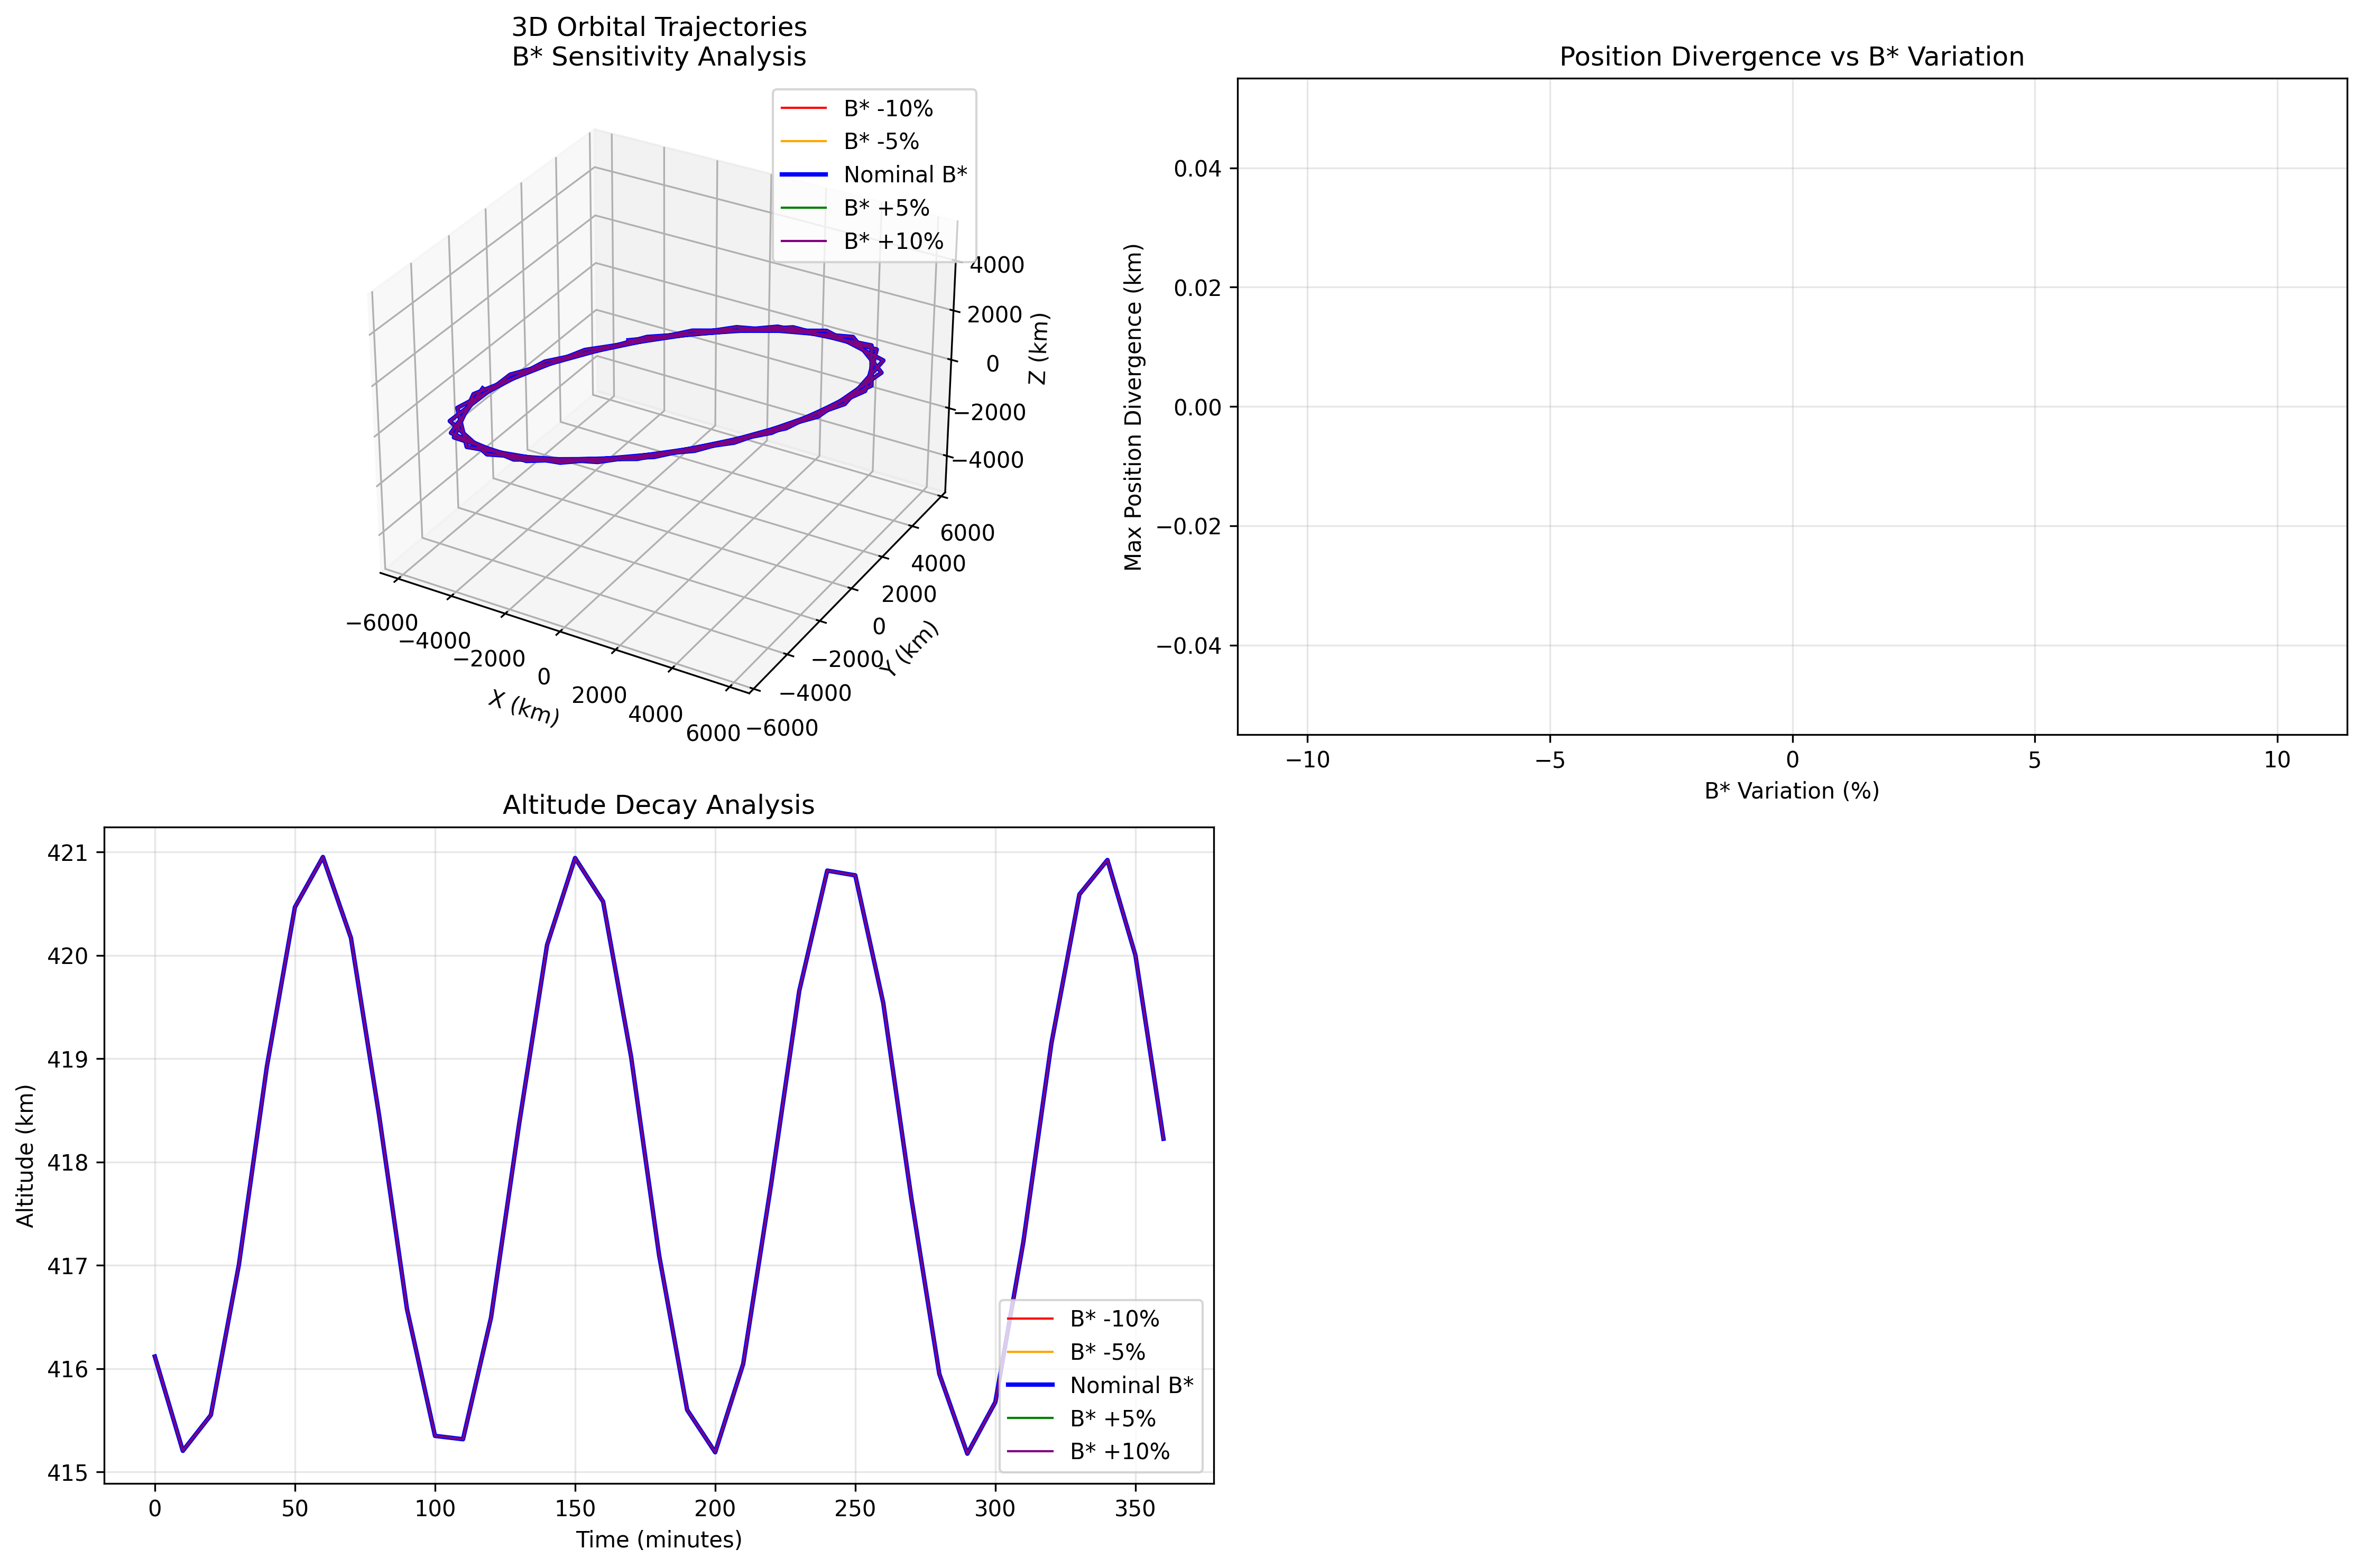 3D Orbital Trajectories
B* Sensitivity Analysis
B* -10%
B* -5%
Nominal B*
B* +5%
B* +10%
4000
2000
0
−2000
−4000
Z (km)
6000
4000
2000
0
−2000
−4000
−6000
Y (km)
−6000
−4000
−2000
0
2000
4000
6000
X (km)
Position Divergence vs B* Variation
0.04
0.02
0.00
−0.02
−0.04
Max Position Divergence (km)
−10
−5
0
5
10
B* Variation (%)
Altitude Decay Analysis
421
420
419
418
417
416
415
Altitude (km)
B* -10%
B* -5%
Nominal B*
B* +5%
B* +10%
0
50
100
150
200
250
300
350
Time (minutes)